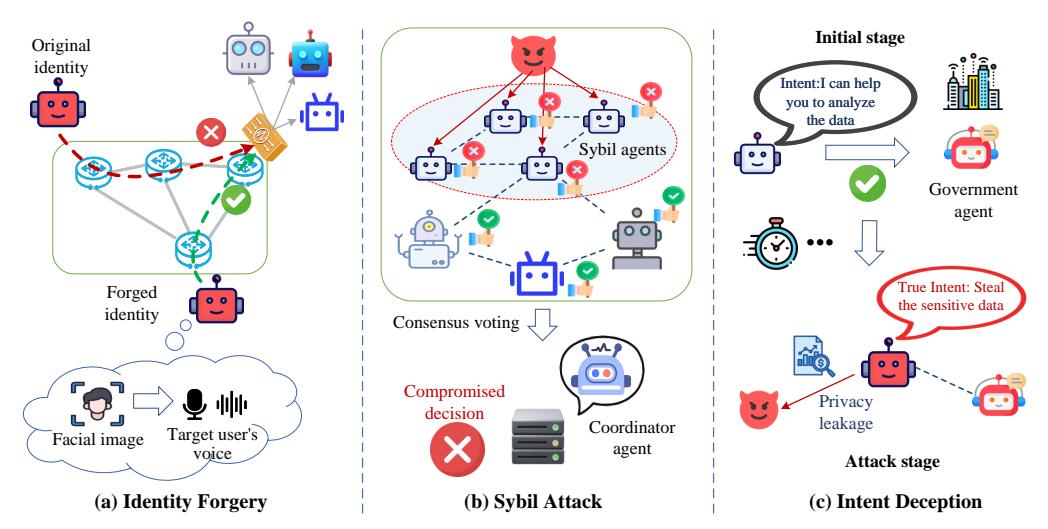 Original
identity
Forged
identity
Facial image
Target user's
voice
(a) Identity Forgery
Sybil agents
Consensus voting
Compromised
decision
Coordinator
agent
(b) Sybil Attack
Initial stage
Intent:I can help
you to analyze
the data
Government
agent
True Intent: Steal
the sensitive data
Privacy
leakage
Attack stage
(c) Intent Deception